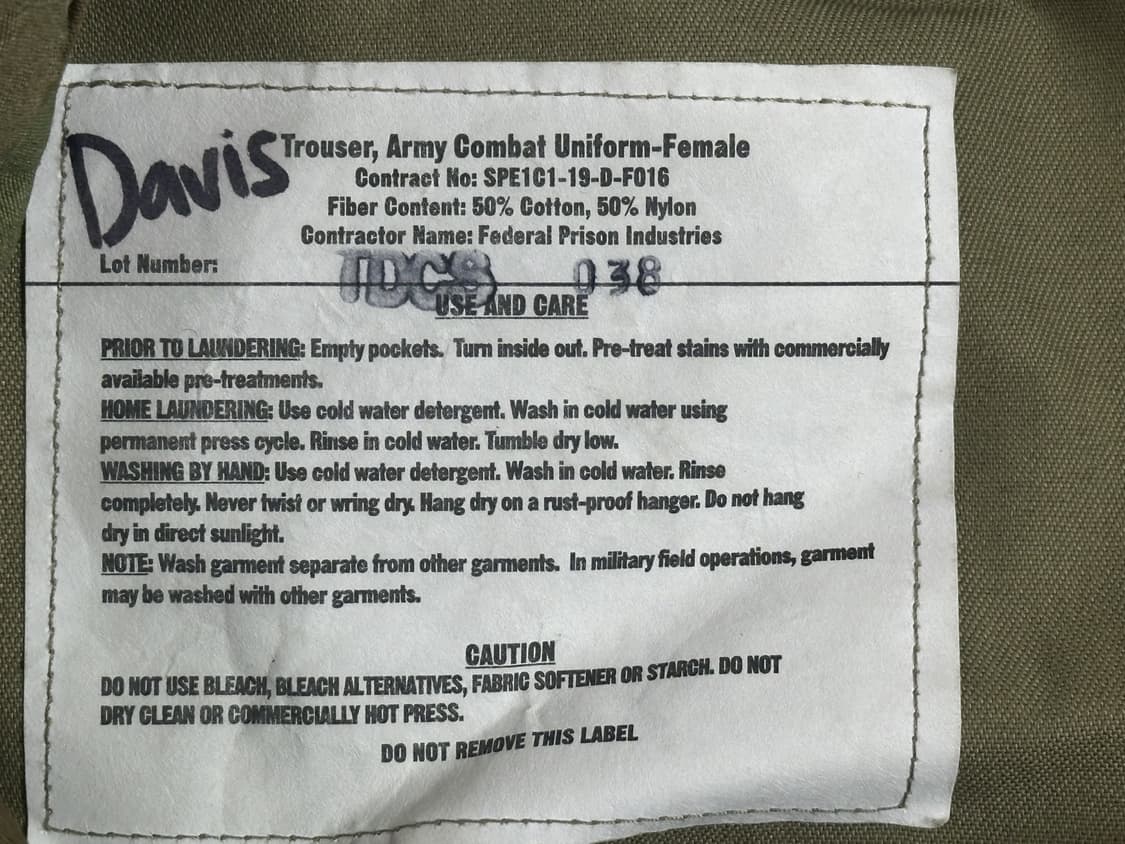 Davis
Trouser, Army Combat Uniform-Female
Contract No: SPE1C1-19-D-F016
Fiber Content: 50% Cotton, 50% Nylon
Contractor Name: Federal Prison Industries
Lot Number: 038
USE AND CARE
PRIOR TO LAUNDERING: Empty pockets. Turn inside out. Pre-treat stains with commercially
available pre-treatments.
HOME LAUNDERING: Use cold water detergent. Wash in cold water using
permanent press cycle. Rinse in cold water. Tumble dry low.
WASHING BY HAND: Use cold water detergent. Wash in cold water. Rinse
completely. Never twist or wring dry. Hang dry on a rust-proof hanger. Do not hang
dry in direct sunlight.
NOTE: Wash garment separate from other garments. In military field operations, garment
may be washed with other garments.
CAUTION
DO NOT USE BLEACH, BLEACH ALTERNATIVES, FABRIC SOFTENER OR STARCH. DO NOT
DRY CLEAN OR COMMERCIALLY HOT PRESS.
DO NOT REMOVE THIS LABEL